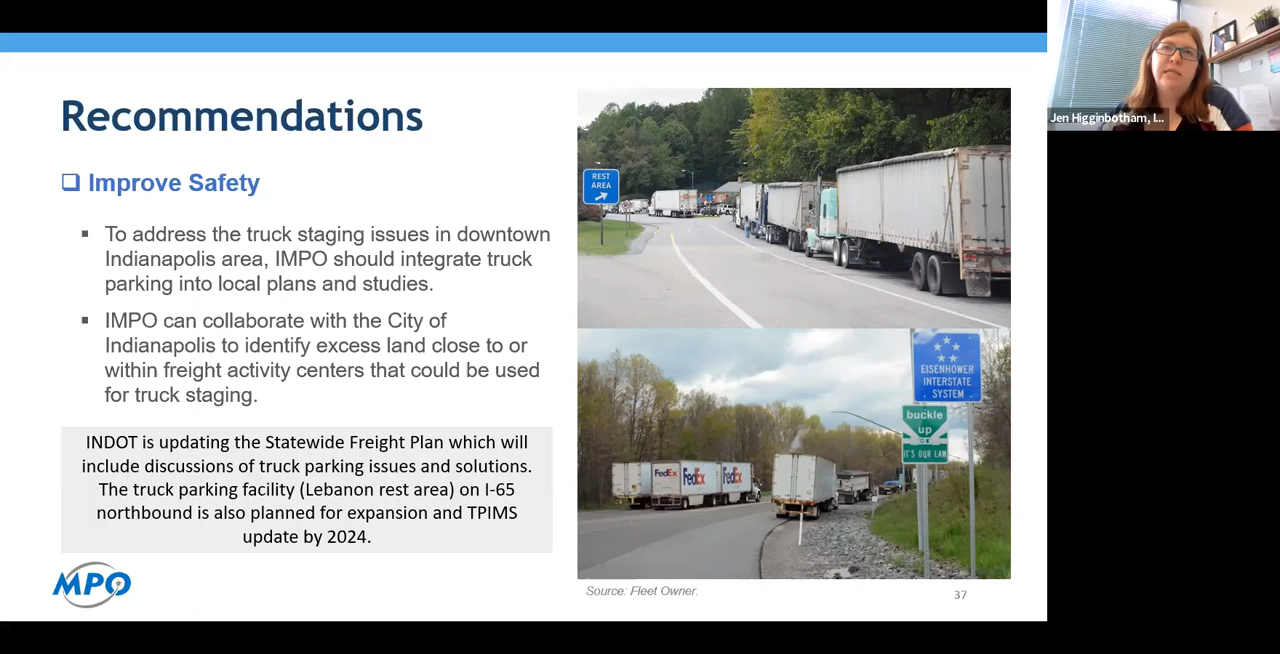 Recommendations
❑ Improve Safety
▪ To address the truck staging issues in downtown
Indianapolis area, IMPO should integrate truck
parking into local plans and studies.
▪ IMPO can collaborate with the City of
Indianapolis to identify excess land close to or
within freight activity centers that could be used
for truck staging.
INDOT is updating the Statewide Freight Plan which will
include discussions of truck parking issues and solutions.
The truck parking facility (Lebanon rest area) on I-65
northbound is also planned for expansion and TPIMS
update by 2024.
MPO
REST
AREA
EISENHOWER
INTERSTATE
SYSTEM
buckle
up
IT'S OUR LAW
FedEx
FedEx
FedEx
Source: Fleet Owner.
37
Jen Higginbotham, I...